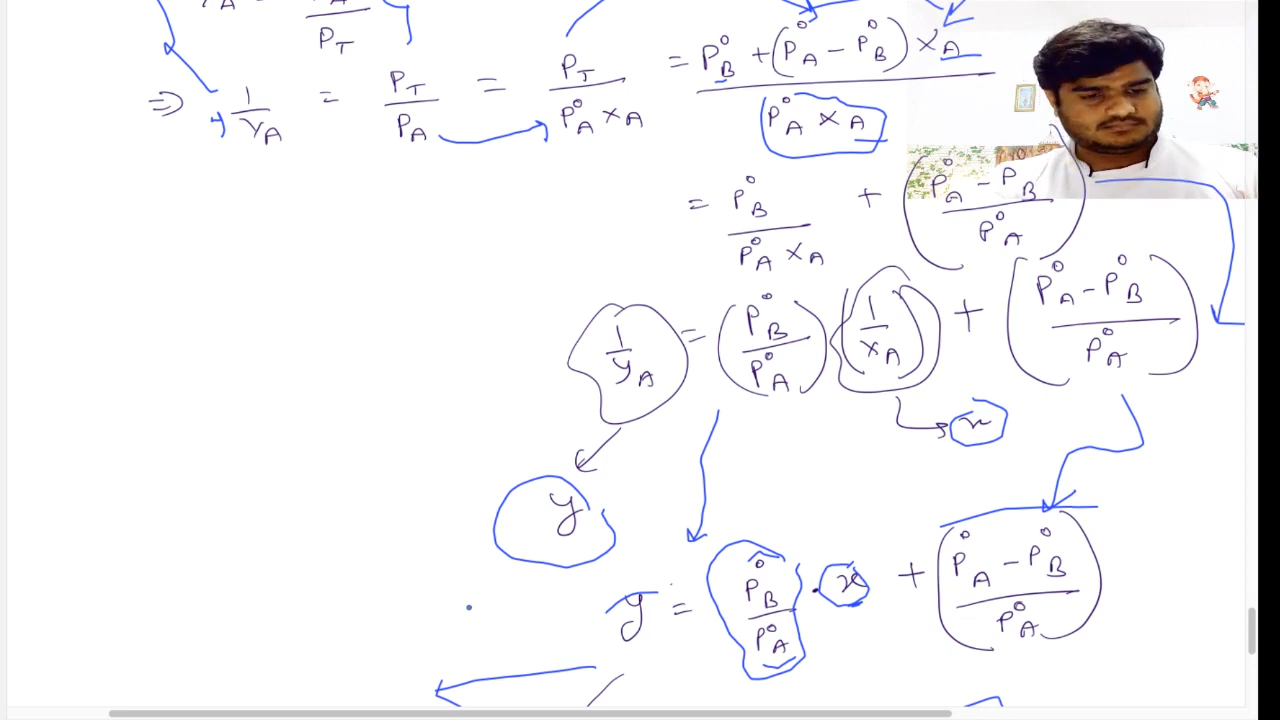 P_T
⇒ 1/Y_A = P_T/P_A = P_T/(P°_A x_A) = (P°_B + (P°_A − P°_B) x_A)/(P°_A x_A)
= P°_B/(P°_A x_A) + ((P°_A − P°_B)/P°_A)
1/y_A = (P°_B/P°_A) (1/x_A) + ((P°_A − P°_B)/P°_A)
x
y
y = P°_B/P°_A · x + ((P°_A − P°_B)/P°_A)